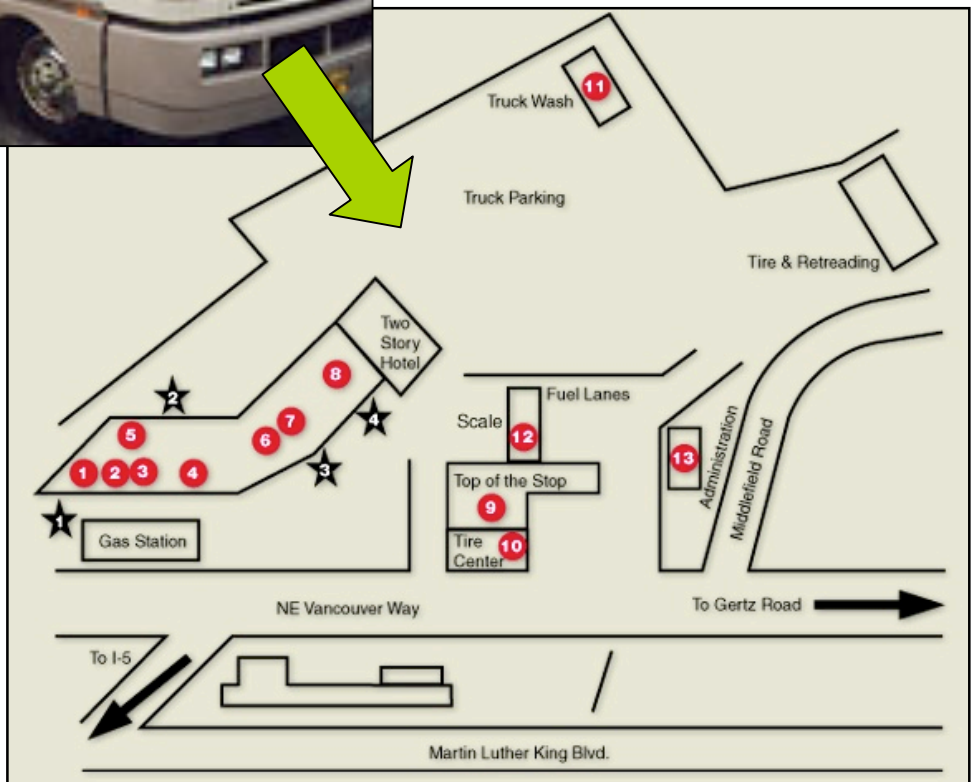 11
Truck Wash
Truck Parking
Tire & Retreading
Two
Story
Hotel
8
2
Fuel Lanes
4
Scale
7
5
6
12
3
13
Administration
Middlefield Road
1
2
3
4
Top of the Stop
9
1
Gas Station
Tire
Center
10
NE Vancouver Way
To Gertz Road
To I-5
Martin Luther King Blvd.